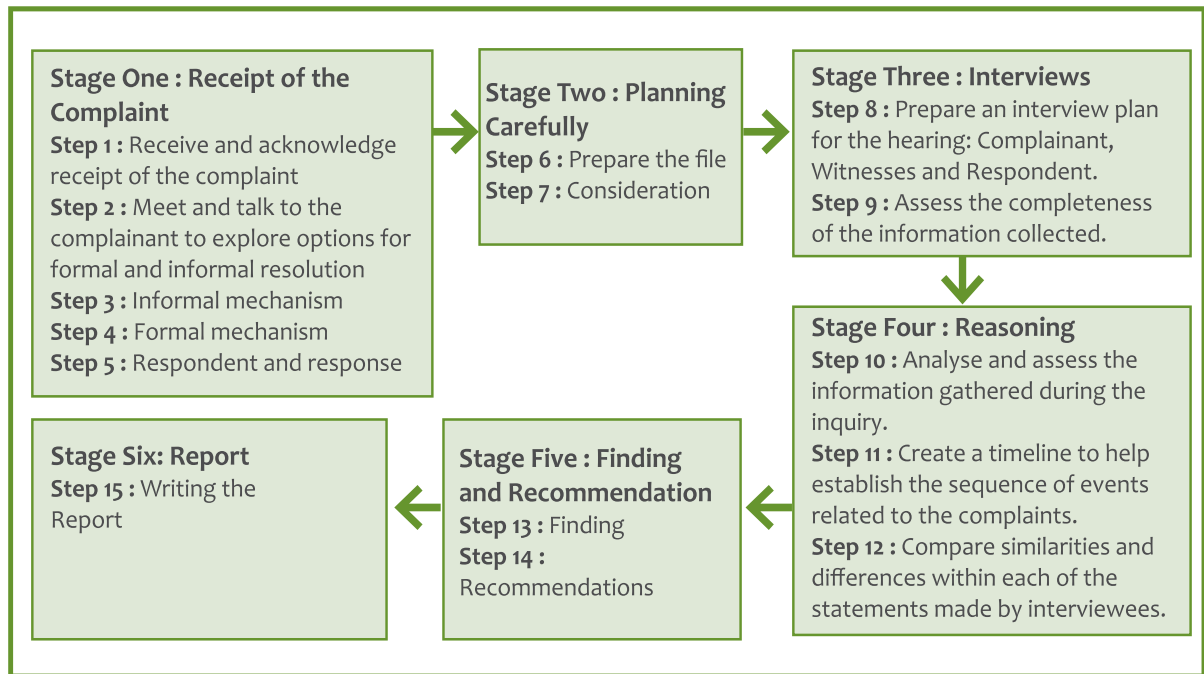 Stage One : Receipt of the
Complaint
Step 1 : Receive and acknowledge
receipt of the complaint
Step 2 : Meet and talk to the
complainant to explore options for
formal and informal resolution
Step 3 : Informal mechanism
Step 4 : Formal mechanism
Step 5 : Respondent and response
Stage Two : Planning
Carefully
Step 6 : Prepare the file
Step 7 : Consideration
Stage Three : Interviews
Step 8 : Prepare an interview plan
for the hearing: Complainant,
Witnesses and Respondent.
Step 9 : Assess the completeness
of the information collected.
Stage Four : Reasoning
Step 10 : Analyse and assess the
information gathered during the
inquiry.
Step 11 : Create a timeline to help
establish the sequence of events
related to the complaints.
Step 12 : Compare similarities and
differences within each of the
statements made by interviewees.
Stage Five : Finding
and Recommendation
Step 13 : Finding
Step 14 :
Recommendations
Stage Six: Report
Step 15 : Writing the
Report